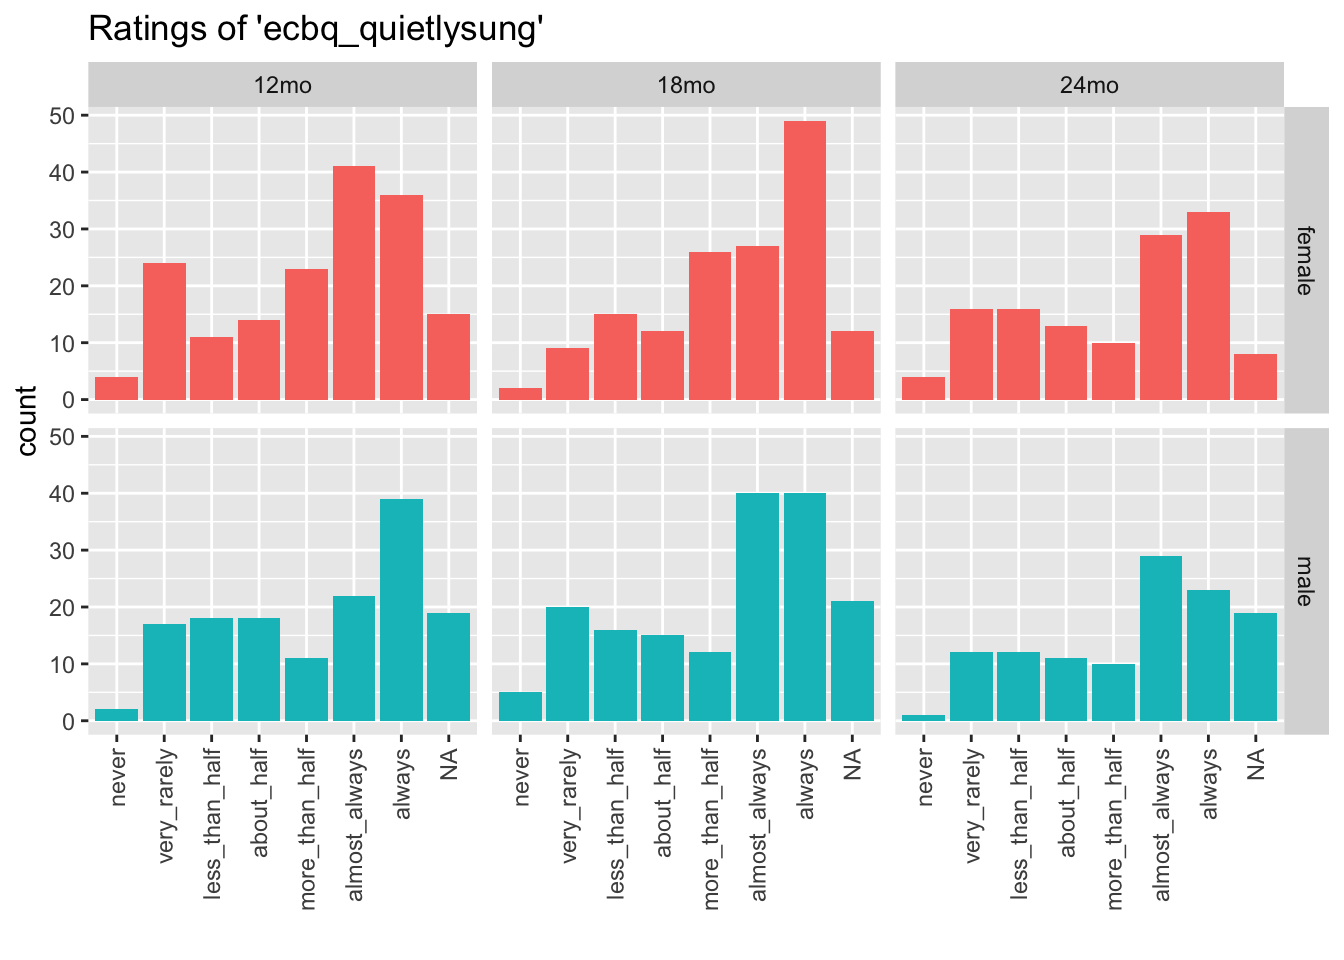 Ratings of 'ecbq_quietlysung'
12mo 18mo 24mo
50
40
30
20
10
0
female
count
50
40
30
20
10
0
male
never very_rarely less_than_half about_half more_than_half almost_always always NA never very_rarely less_than_half about_half more_than_half almost_always always NA never very_rarely less_than_half about_half more_than_half almost_always always NA